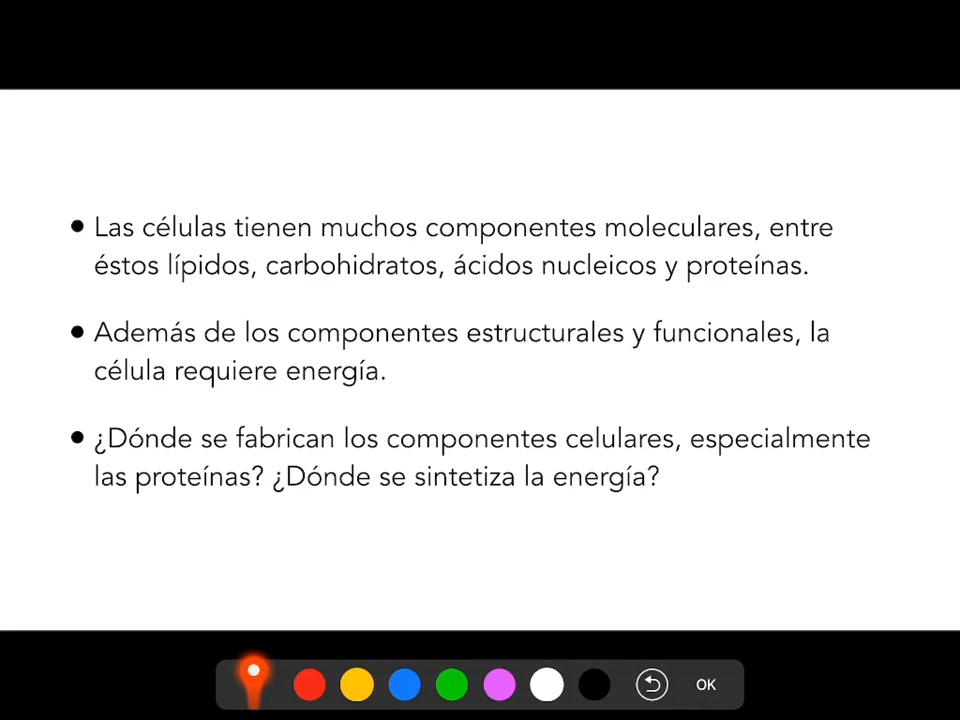 • Las células tienen muchos componentes moleculares, entre
éstos lípidos, carbohidratos, ácidos nucleicos y proteínas.
• Además de los componentes estructurales y funcionales, la
célula requiere energía.
• ¿Dónde se fabrican los componentes celulares, especialmente
las proteínas? ¿Dónde se sintetiza la energía?
OK